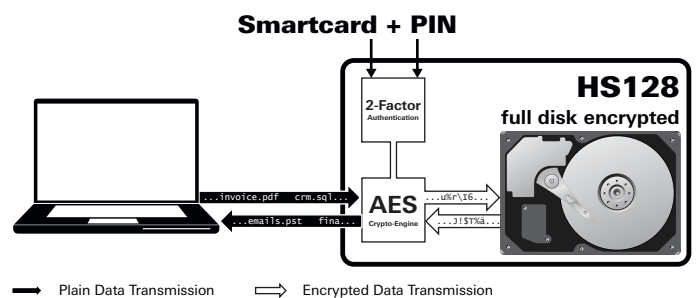 Smartcard + PIN
HS128
full disk encrypted
2-Factor
Authentication
...invoice.pdf crm.sql...
...emails.pst fina...
AES
Crypto-Engine
...u%r\I6...
...J!$T%ä...
Plain Data Transmission
Encrypted Data Transmission